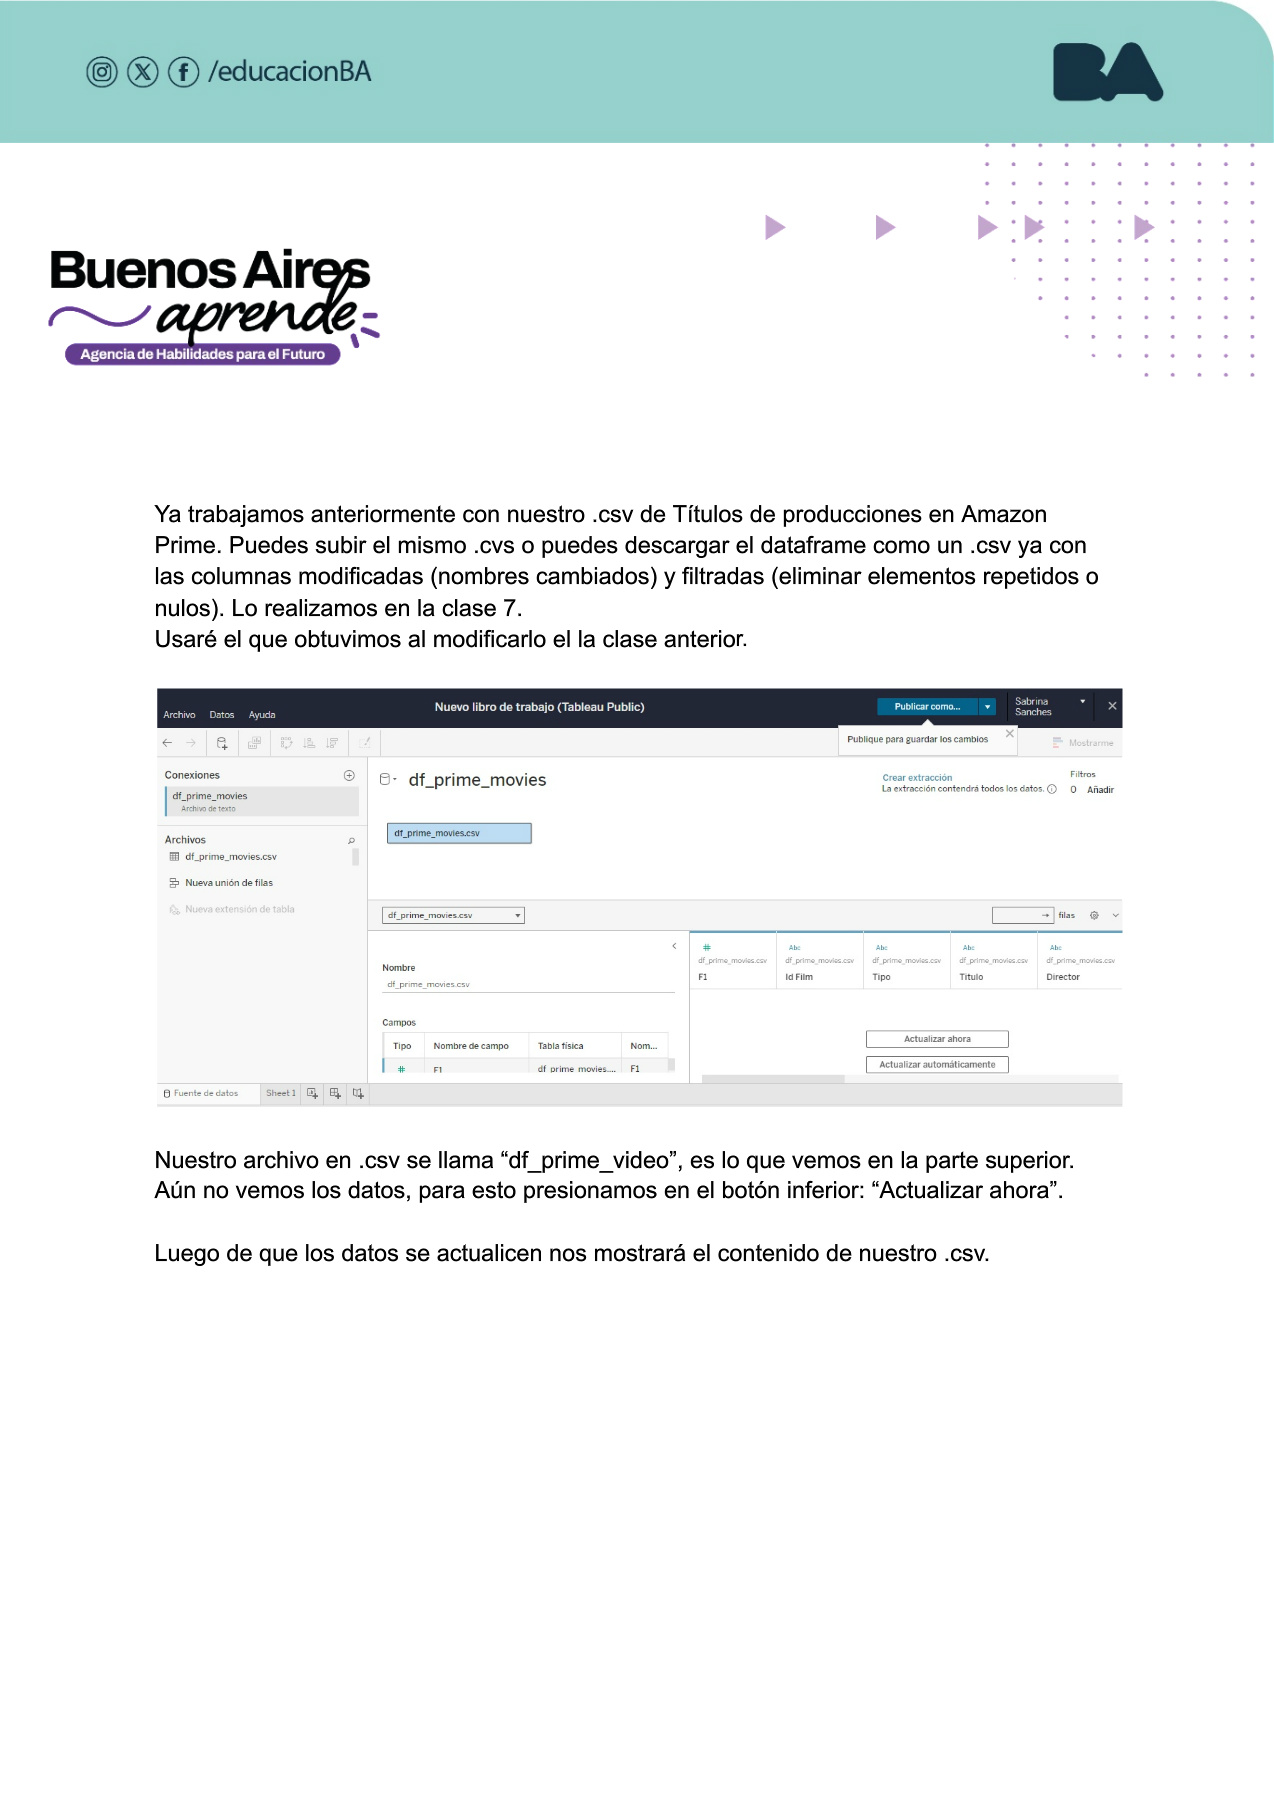 /educacionBA
BA
Buenos Aires
aprende
Agencia de Habilidades para el Futuro
Ya trabajamos anteriormente con nuestro .csv de Títulos de producciones en Amazon
Prime. Puedes subir el mismo .cvs o puedes descargar el dataframe como un .csv ya con
las columnas modificadas (nombres cambiados) y filtradas (eliminar elementos repetidos o
nulos). Lo realizamos en la clase 7.
Usaré el que obtuvimos al modificarlo el la clase anterior.
Archivo Datos Ayuda
Nuevo libro de trabajo (Tableau Public)
Publicar como...
Sabrina
Sanches
Publique para guardar los cambios
Mostrarme
Conexiones
df_prime_movies
Archivo de texto
Archivos
df_prime_movies.csv
Nueva unión de filas
Nueva extensión de tabla
df_prime_movies
Crear extracción
La extracción contendrá todos los datos.
Filtros
0 Añadir
df_prime_movies.csv
df_prime_movies.csv
filas
Nombre
df_prime_movies.csv
Campos
Tipo Nombre de campo Tabla física Nom...
# F1 df_prime_movies.... F1
# Abc Abc Abc Abc
df_prime_movies.csv df_prime_movies.csv df_prime_movies.csv df_prime_movies.csv df_prime_movies.csv
F1 Id Film Tipo Titulo Director
Actualizar ahora
Actualizar automáticamente
Fuente de datos Sheet 1
Nuestro archivo en .csv se llama “df_prime_video”, es lo que vemos en la parte superior.
Aún no vemos los datos, para esto presionamos en el botón inferior: “Actualizar ahora”.
Luego de que los datos se actualicen nos mostrará el contenido de nuestro .csv.